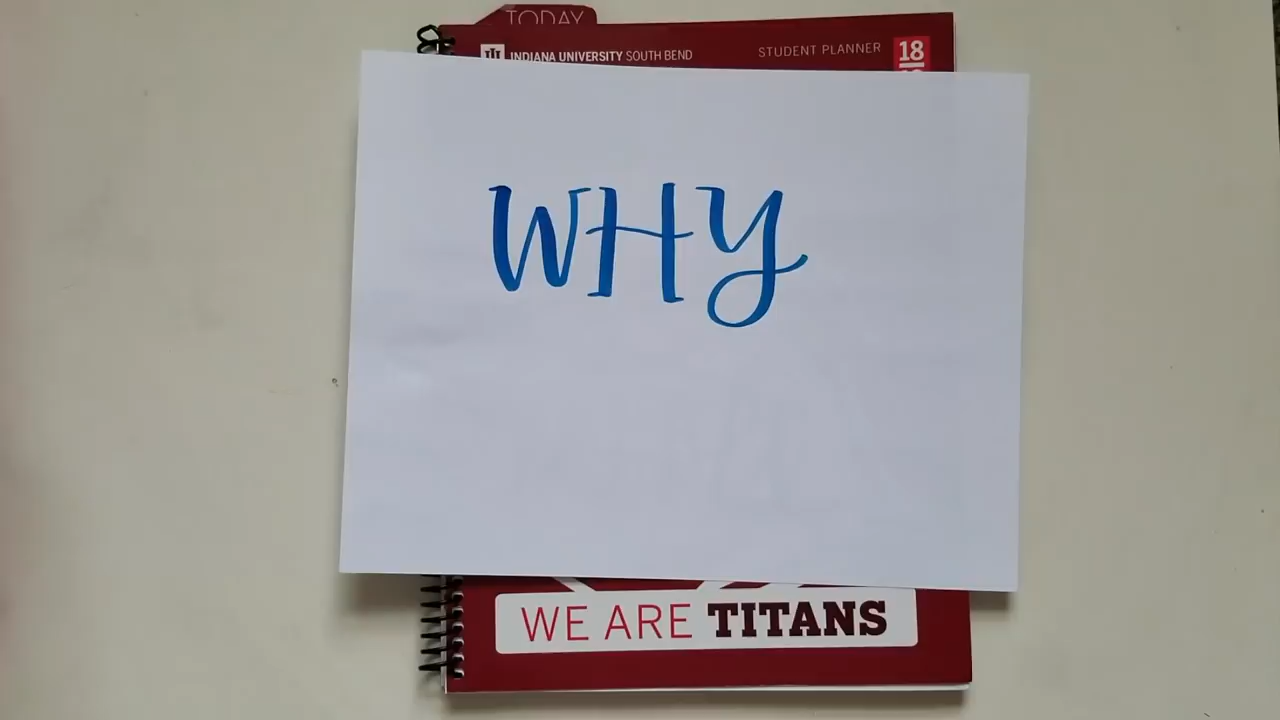 TODAY
INDIANA UNIVERSITY SOUTH BEND
STUDENT PLANNER
18
WHY
WE ARE TITANS